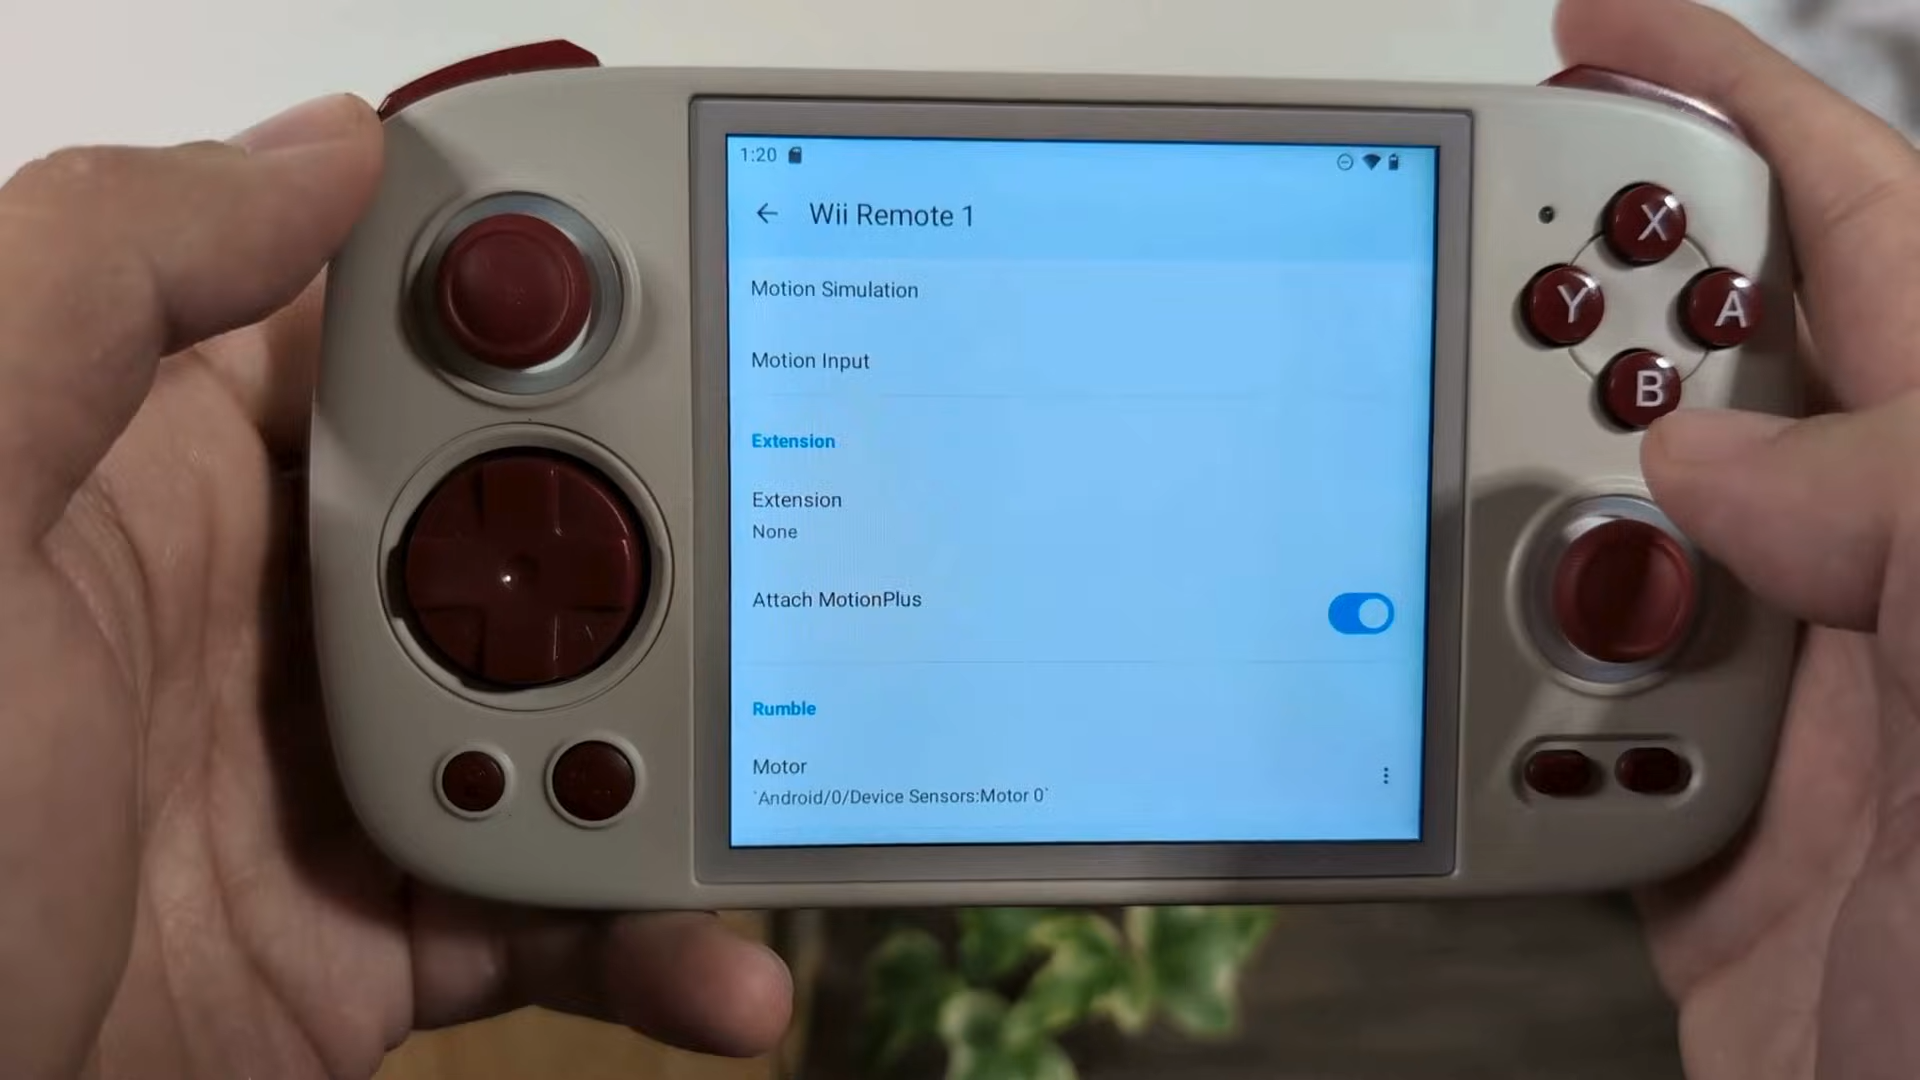 1:20
Wii Remote 1
Motion Simulation
Motion Input
Extension
Extension
None
Attach MotionPlus
Rumble
Motor
`Android/0/Device Sensors:Motor 0`
X
Y
A
B